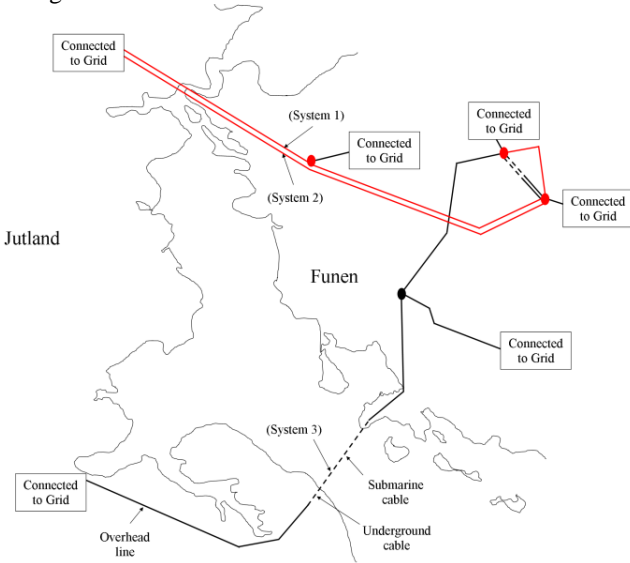 Connected
to Grid
(System 1)
Connected
to Grid
Connected
to Grid
(System 2)
Connected
to Grid
Jutland
Funen
Connected
to Grid
(System 3)
Submarine
cable
Connected
to Grid
Underground
cable
Overhead
line